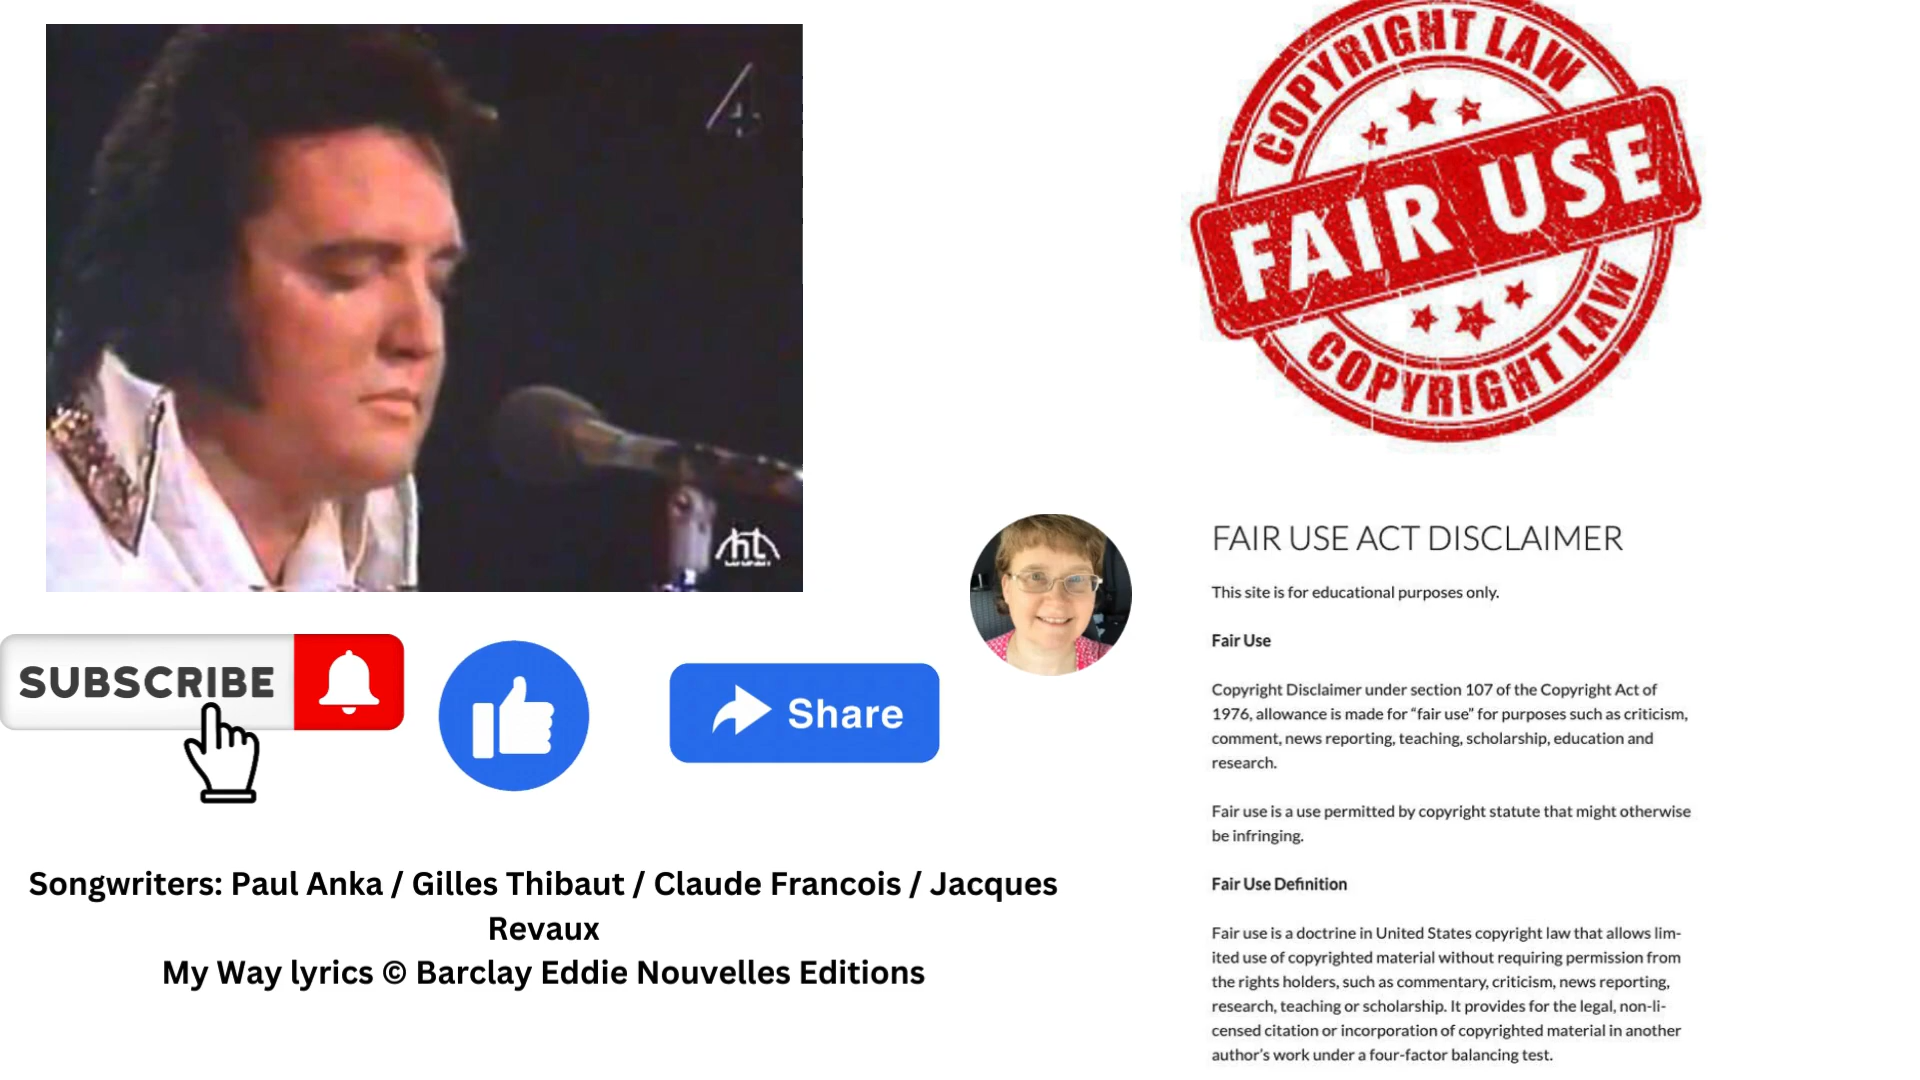 4
ht
SUBSCRIBE
Share
Songwriters: Paul Anka / Gilles Thibaut / Claude Francois / Jacques
Revaux
My Way lyrics © Barclay Eddie Nouvelles Editions
COPYRIGHT LAW
FAIR USE
COPYRIGHT LAW
FAIR USE ACT DISCLAIMER
This site is for educational purposes only.
Fair Use
Copyright Disclaimer under section 107 of the Copyright Act of
1976, allowance is made for “fair use” for purposes such as criticism,
comment, news reporting, teaching, scholarship, education and
research.
Fair use is a use permitted by copyright statute that might otherwise
be infringing.
Fair Use Definition
Fair use is a doctrine in United States copyright law that allows lim-
ited use of copyrighted material without requiring permission from
the rights holders, such as commentary, criticism, news reporting,
research, teaching or scholarship. It provides for the legal, non-li-
censed citation or incorporation of copyrighted material in another
author’s work under a four-factor balancing test.